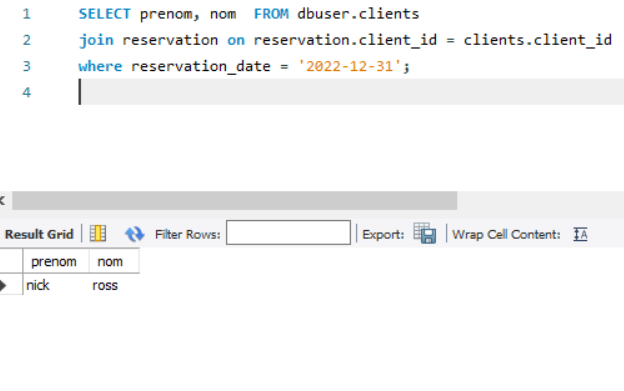 1 SELECT prenom, nom  FROM dbuser.clients
2 join reservation on reservation.client_id = clients.client_id
3 where reservation_date = '2022-12-31';
4
Result Grid Filter Rows: Export: Wrap Cell Content: IA
prenom nom
nick ross